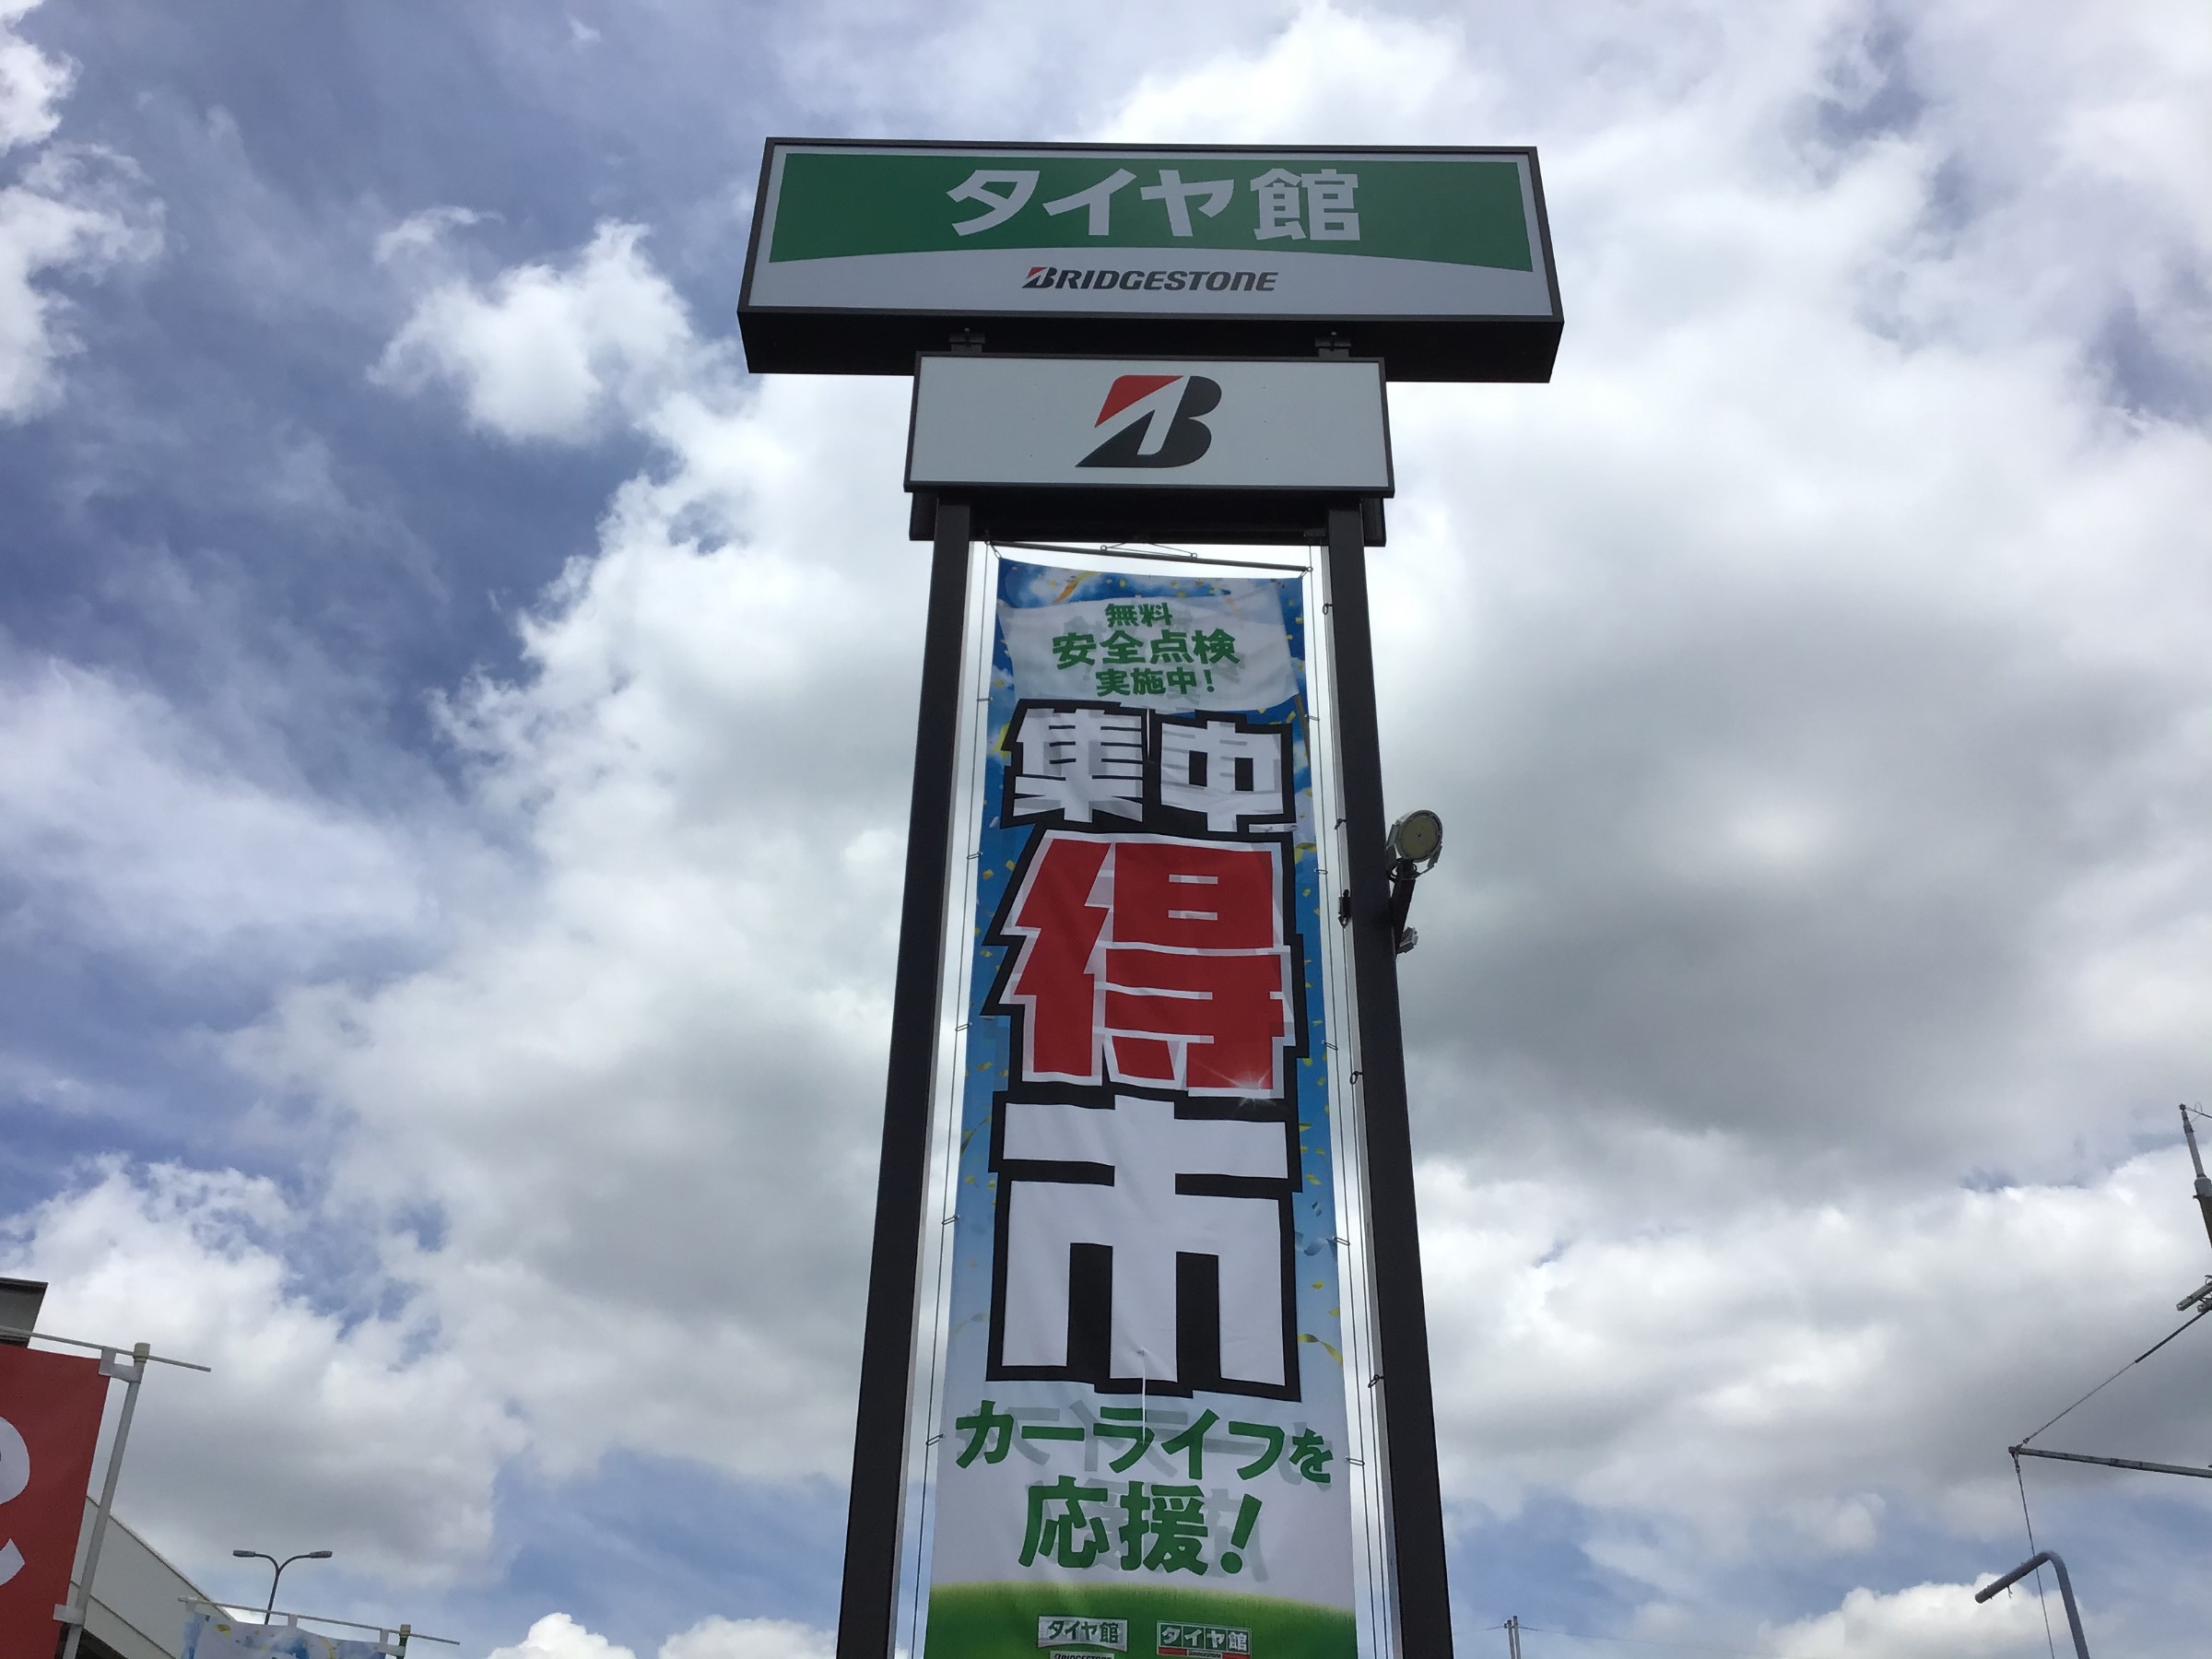 タイヤ館
BRIDGESTONE
B
無料
安全点検
実施中!
集中
得
市
カーライフを
応援!
タイヤ館 タイヤ館
BRIDGESTONE